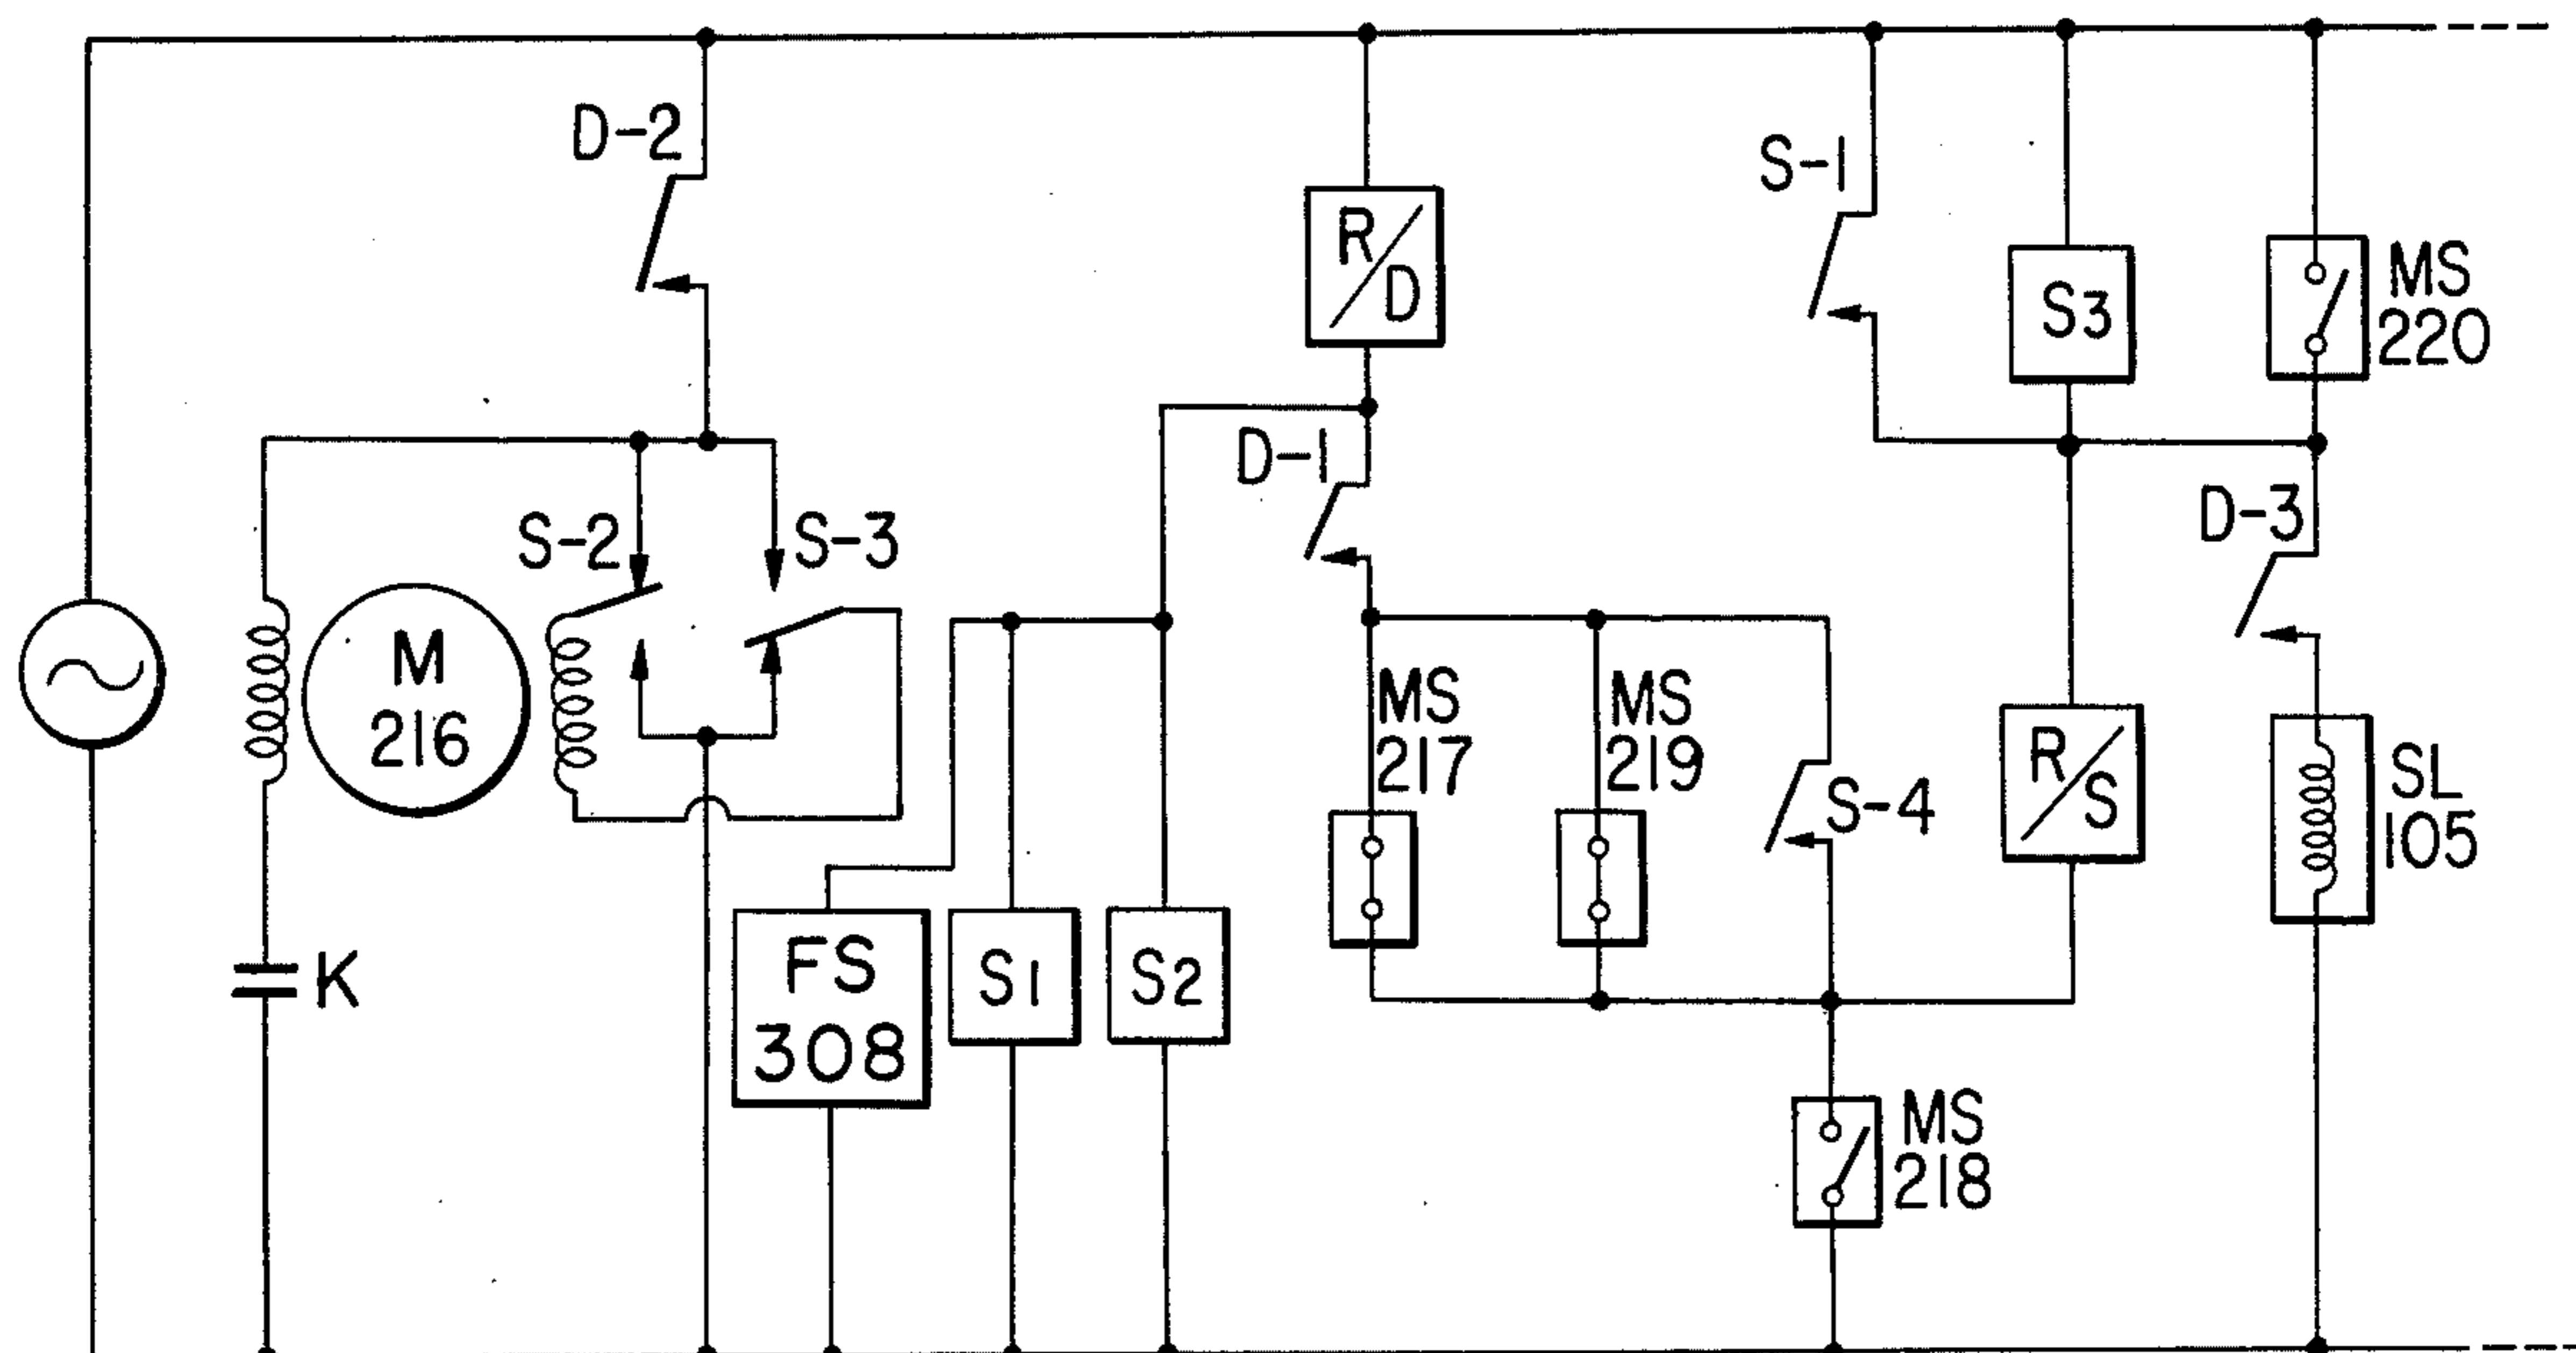 D-2
S-1
R/D
S3
MS
220
D-1
D-3
S-2
S-3
M
216
MS
217
MS
219
S-4
R/S
SL
105
K
FS
308
S1
S2
MS
218